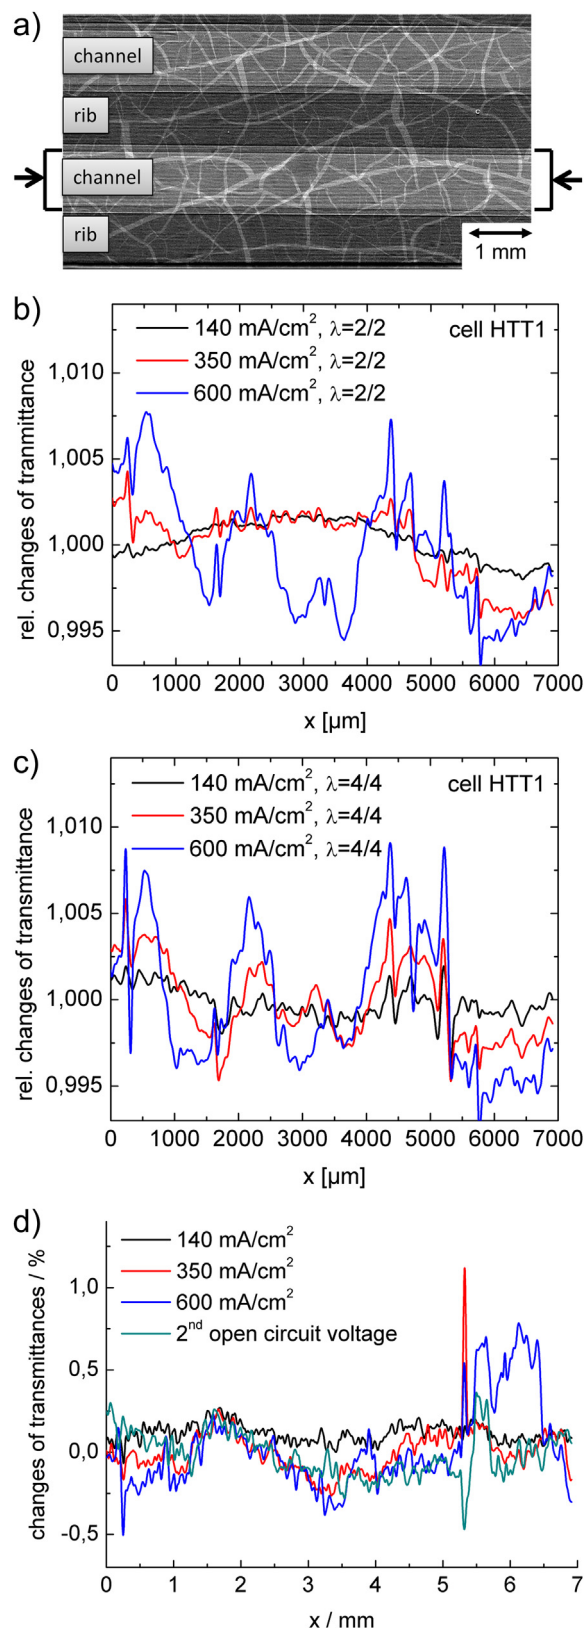 a)
channel
rib
channel
rib
1 mm
b)
140 mA/cm², λ=2/2
350 mA/cm², λ=2/2
600 mA/cm², λ=2/2
cell HTT1
rel. changes of tranmittance
1,010
1,005
1,000
0,995
0 1000 2000 3000 4000 5000 6000 7000
x [µm]
c)
140 mA/cm², λ=4/4
350 mA/cm², λ=4/4
600 mA/cm², λ=4/4
cell HTT1
rel. changes of transmittance
1,010
1,005
1,000
0,995
0 1000 2000 3000 4000 5000 6000 7000
x [µm]
d)
140 mA/cm²
350 mA/cm²
600 mA/cm²
2nd open circuit voltage
changes of transmittances / %
1,0
0,5
0,0
-0,5
0 1 2 3 4 5 6 7
x / mm